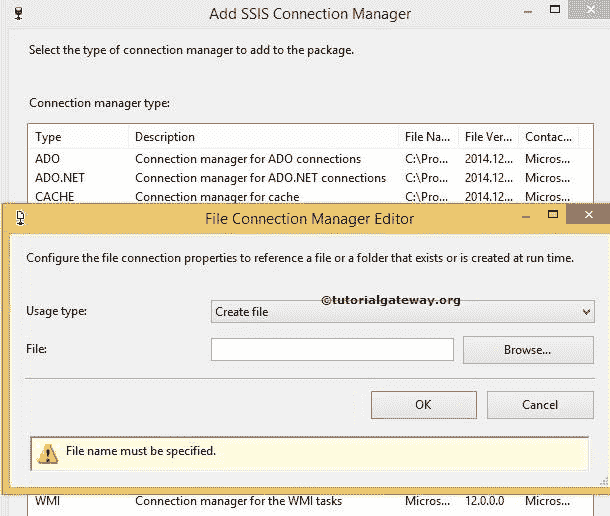 Add SSIS Connection Manager
Select the type of connection manager to add to the package.
Connection manager type:
Type Description File Na... File Ver... Contac...
ADO Connection manager for ADO connections C:\Pro... 2014.12... Micros...
ADO.NET Connection manager for ADO.NET connections C:\Pro... 2014.12... Micros...
CACHE Connection manager for cache C:\Pro... 2014.12... Micros...
File Connection Manager Editor
Configure the file connection properties to reference a file or a folder that exists or is created at run time.
©tutorialgateway.org
Usage type: Create file
File: Browse...
OK Cancel
File name must be specified.
WMI Connection manager for the WMI tasks Micros... 12.0.0.0 Micros...